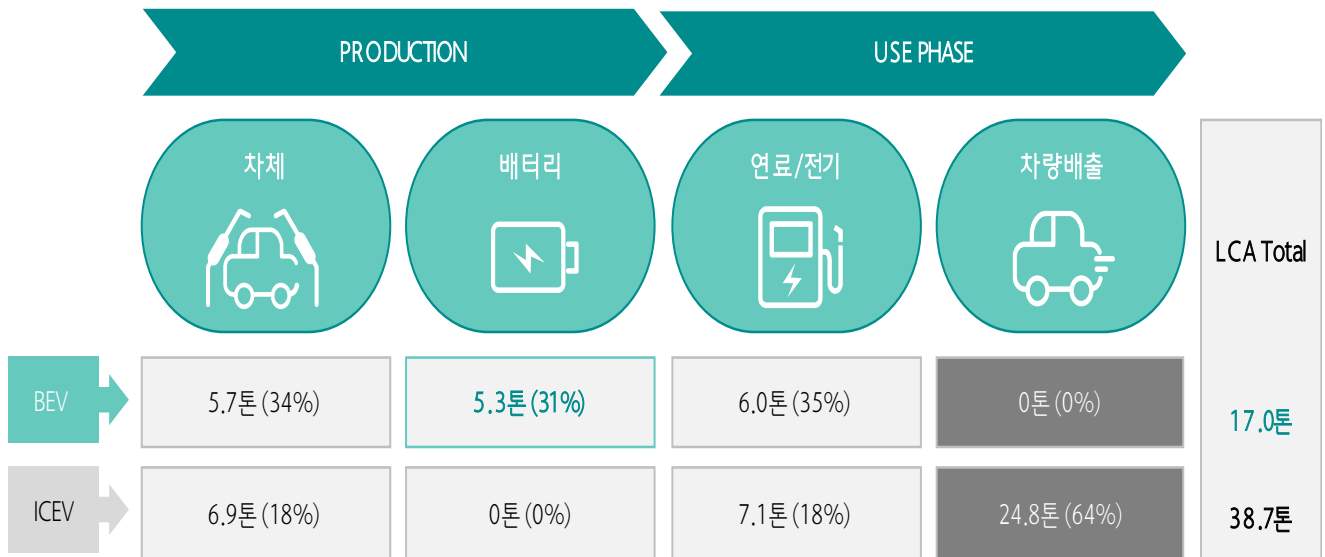 PRODUCTION
USE PHASE
차체
배터리
연료/전기
차량배출
LCA Total
BEV
5.7톤 (34%)
5.3톤 (31%)
6.0톤 (35%)
0톤 (0%)
17.0톤
ICEV
6.9톤 (18%)
0톤 (0%)
7.1톤 (18%)
24.8톤 (64%)
38.7톤